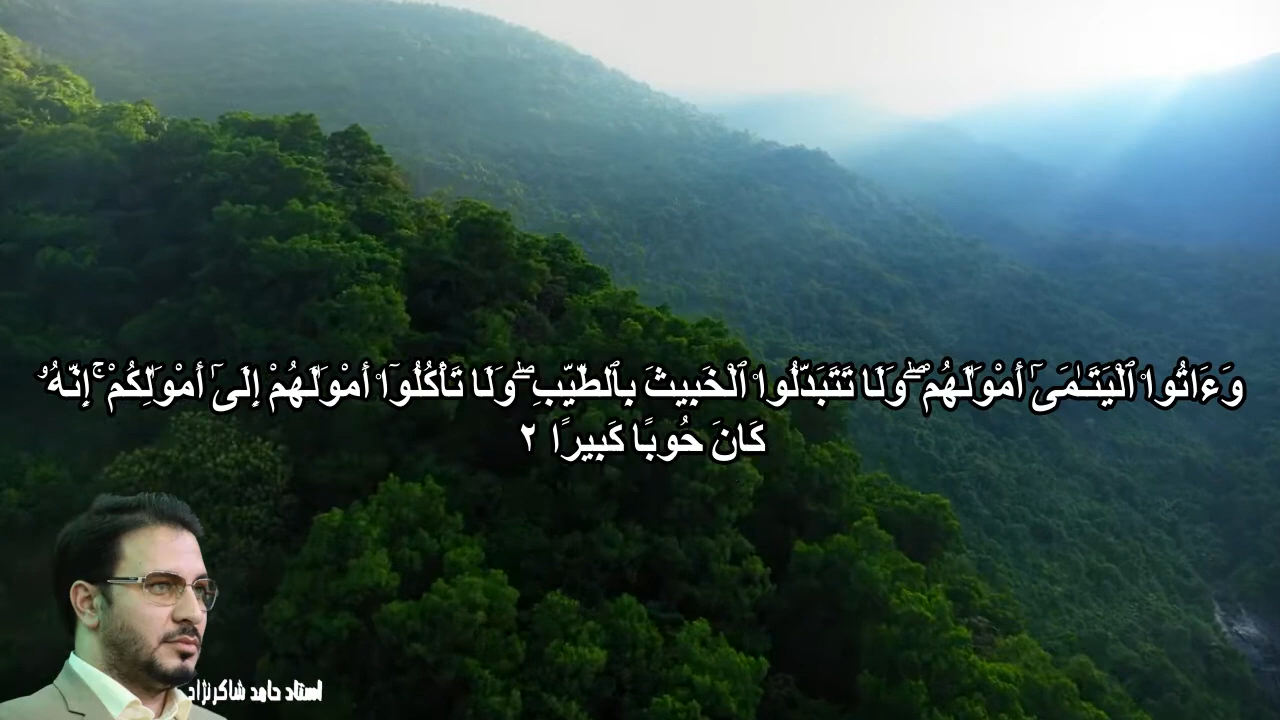 وَءَاتُوا۟ ٱلْيَتَـٰمَىٰٓ أَمْوَٰلَهُمْ ۖ وَلَا تَتَبَدَّلُوا۟ ٱلْخَبِيثَ بِٱلطَّيِّبِ ۖ وَلَا تَأْكُلُوٓا۟ أَمْوَٰلَهُمْ إِلَىٰٓ أَمْوَٰلِكُمْ ۚ إِنَّهُۥ
كَانَ حُوبًا كَبِيرًا ٢
استاد حامد شاکرنژاد